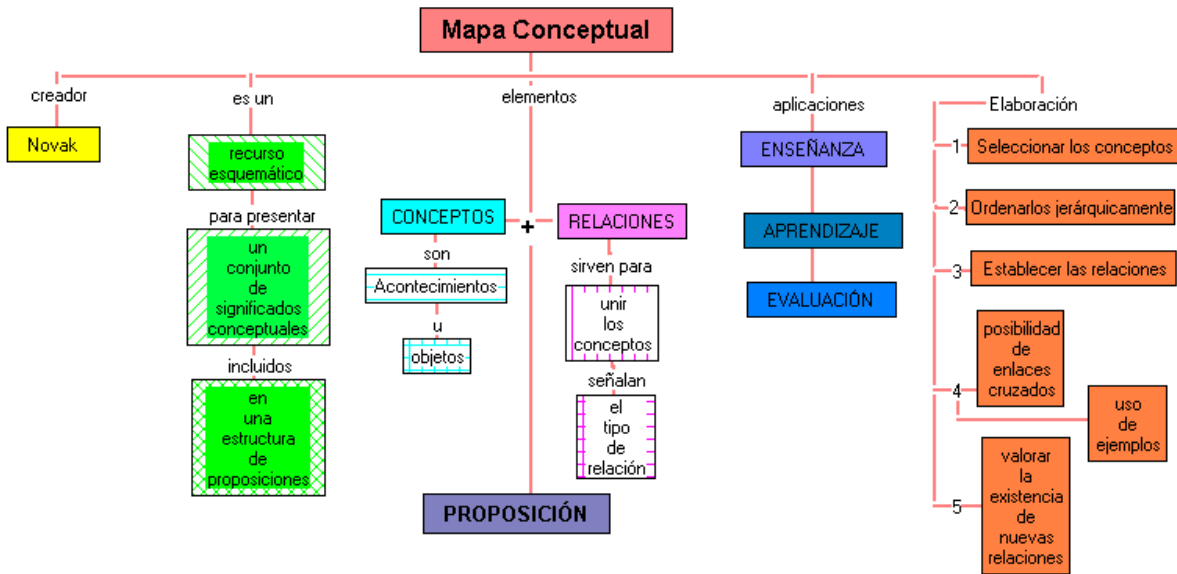 Mapa Conceptual
creador
Novak
es un
recurso
esquemático
para presentar
un
conjunto
de
significados
conceptuales
incluidos
en
una
estructura
de
proposiciones
elementos
CONCEPTOS
+
RELACIONES
son
Acontecimientos
u
objetos
sirven para
unir
los
conceptos
señalan
el
tipo
de
relación
PROPOSICIÓN
aplicaciones
ENSEÑANZA
APRENDIZAJE
EVALUACIÓN
Elaboración
1 Seleccionar los conceptos
2 Ordenarlos jerárquicamente
3 Establecer las relaciones
4
posibilidad
de
enlaces
cruzados
uso
de
ejemplos
5
valorar
la
existencia
de
nuevas
relaciones